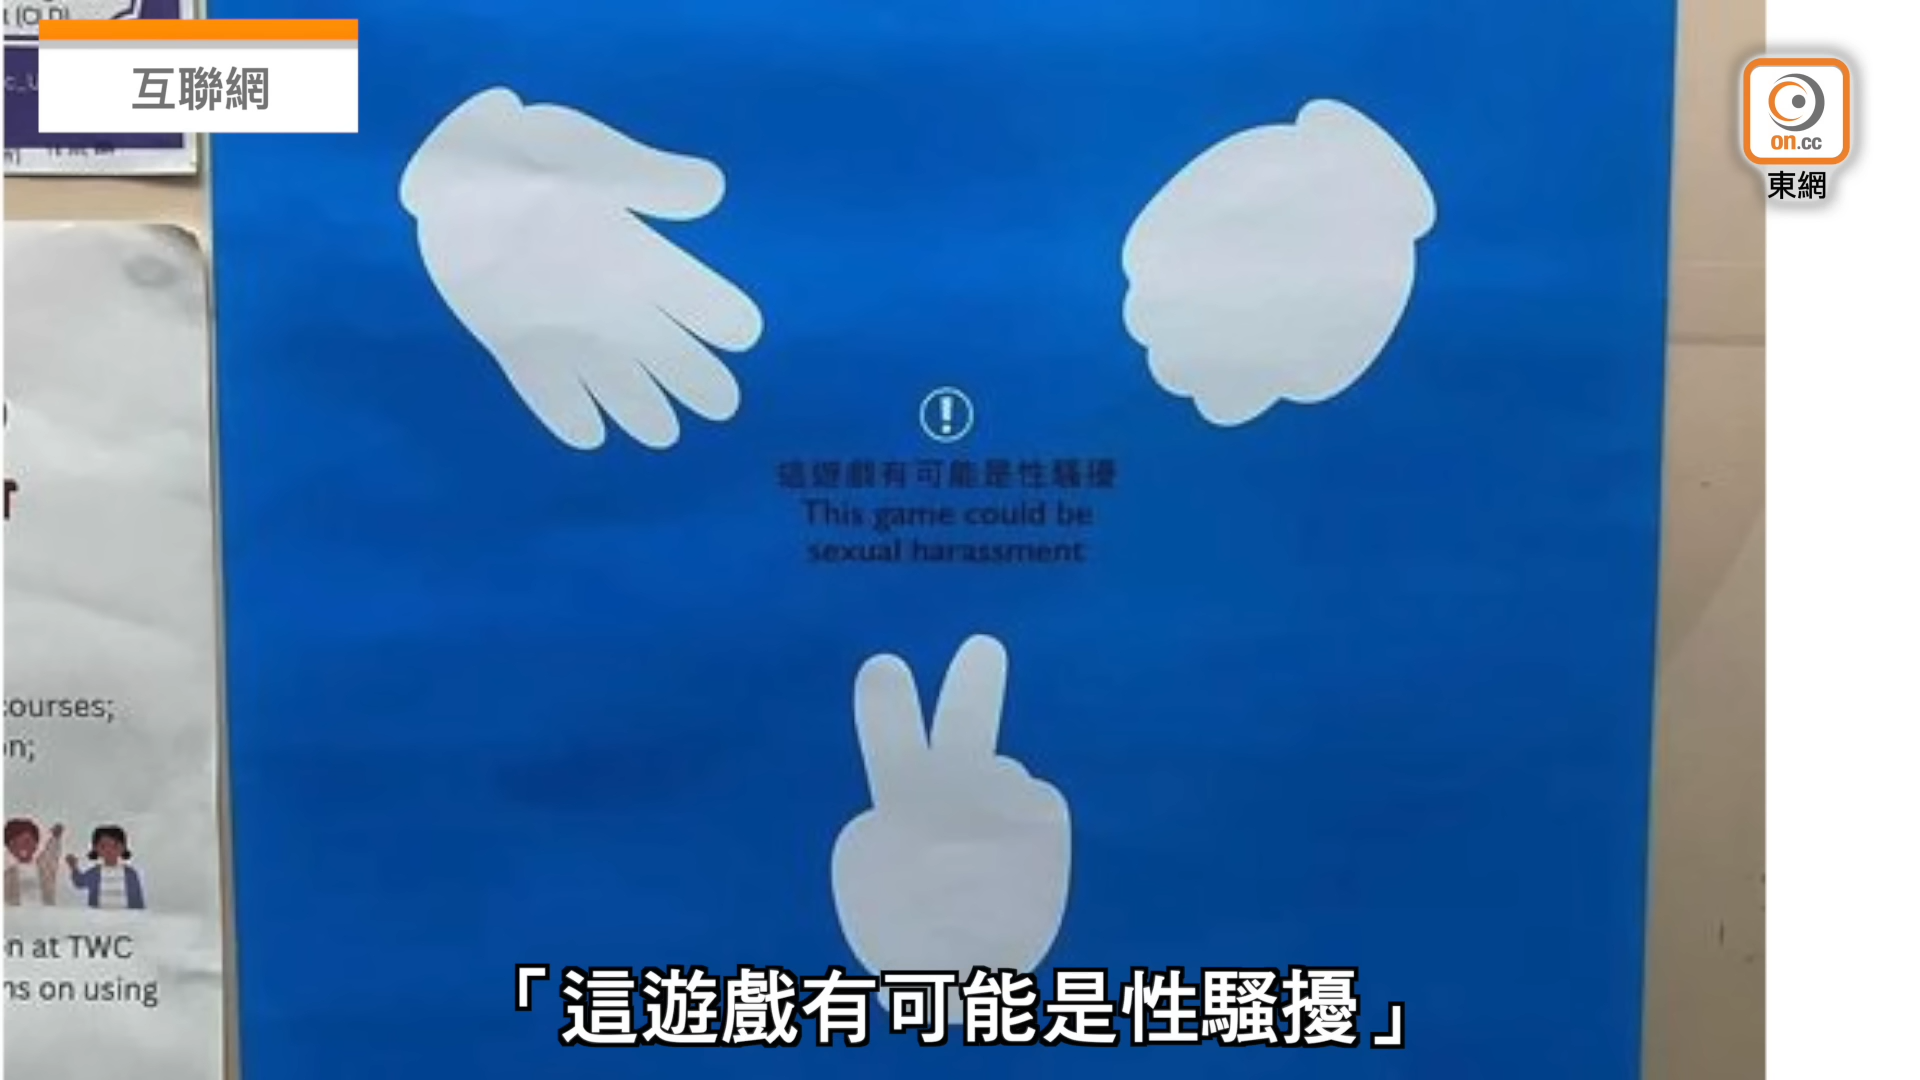 互聯網
on.cc
東網
這遊戲有可能是性騷擾
This game could be
sexual harassment
ourses;
n;
n at TWC
ns on using
「這遊戲有可能是性騷擾」